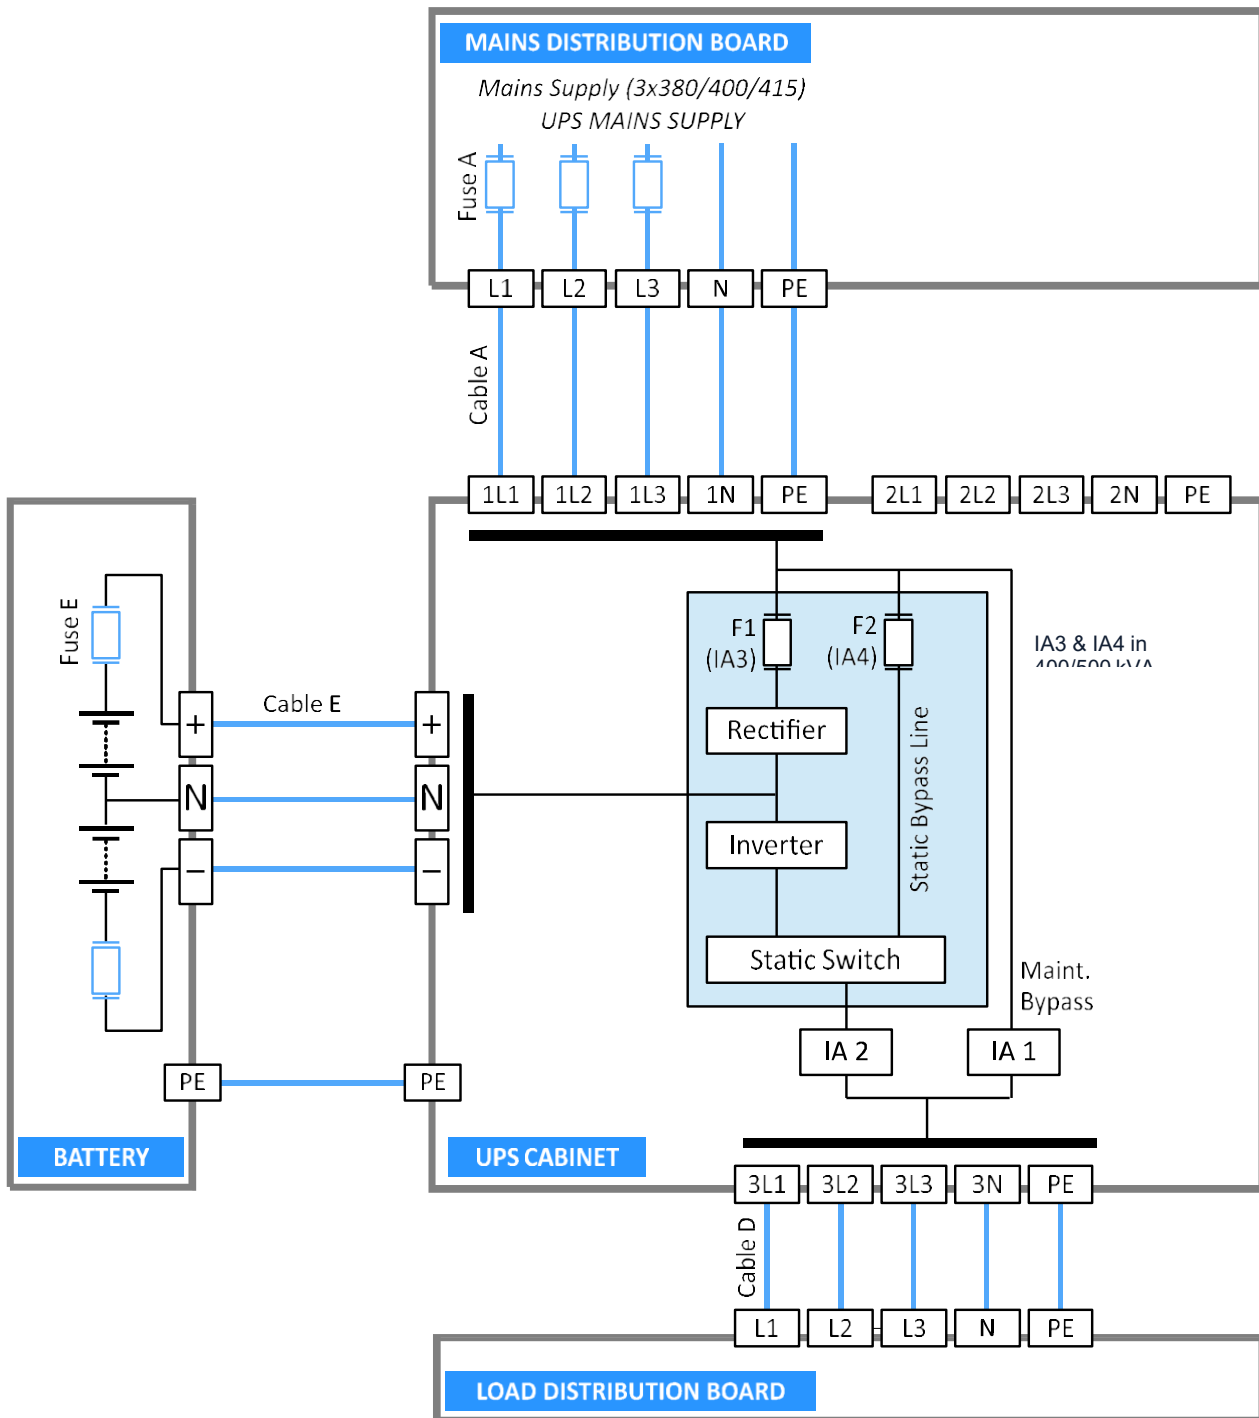 MAINS DISTRIBUTION BOARD
Mains Supply (3x380/400/415)
UPS MAINS SUPPLY
Fuse A
L1 L2 L3 N PE
Cable A
1L1 1L2 1L3 1N PE 2L1 2L2 2L3 2N PE
Fuse E
+ Cable E +
N N
− −
PE PE
BATTERY
F1
(IA3)
F2
(IA4)
IA3 & IA4 in
400/500 kVA
Rectifier
Static Bypass Line
Inverter
Static Switch
Maint.
Bypass
IA 2 IA 1
UPS CABINET
3L1 3L2 3L3 3N PE
Cable D
L1 L2 L3 N PE
LOAD DISTRIBUTION BOARD